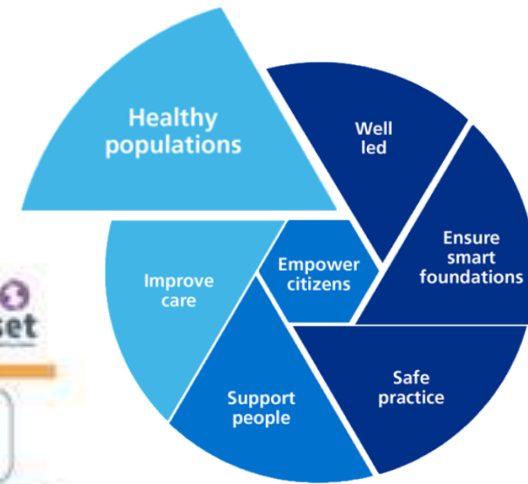 Healthy
populations
Well
led
Ensure
smart
foundations
Empower
citizens
Improve
care
Safe
practice
Support
people
set